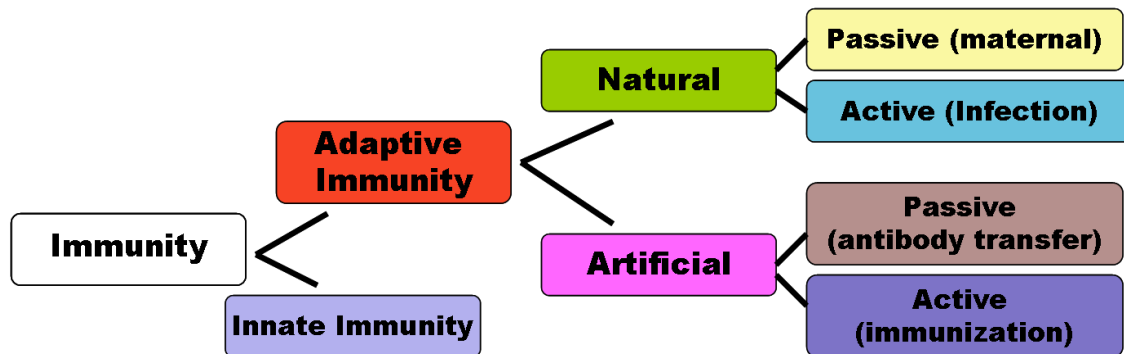 Passive (maternal)
Natural
Active (Infection)
Adaptive
Immunity
Passive
(antibody transfer)
Immunity
Artificial
Innate Immunity
Active
(immunization)